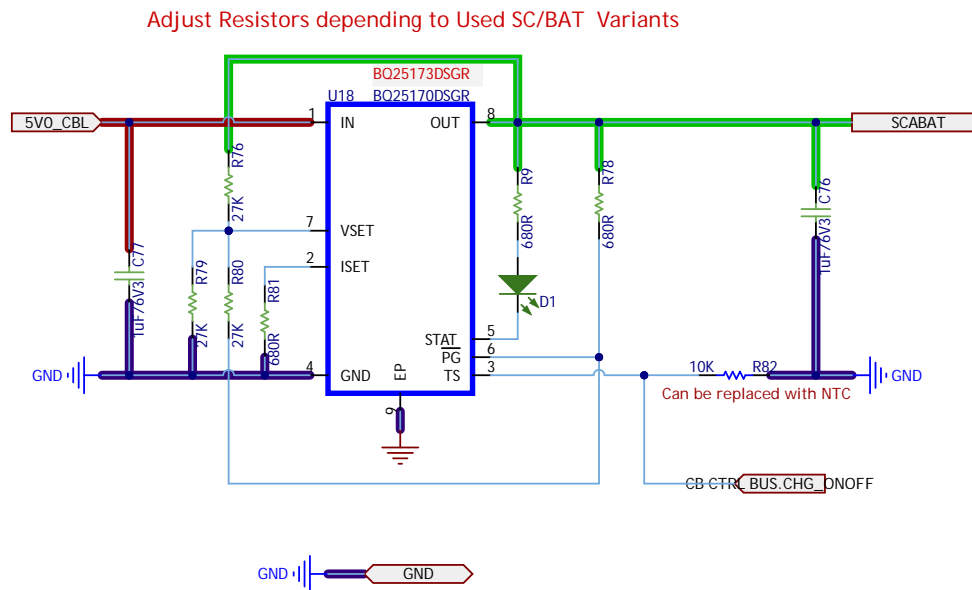 Adjust Resistors depending to Used SC/BAT Variants
BQ25173DSGR
U18 BQ25170DSGR
5V0_CBL
1 IN
OUT 8
SCABAT
R76
27K
R9
680R
R78
680R
C76
1uF/6V3
7 VSET
2 ISET
C77
1uF/6V3
R79
27K
R80
27K
R81
680R
D1
STAT 5
PG 6
TS 3
GND
4 GND
EP
9
10K R82
GND
Can be replaced with NTC
CB CTRL BUS.CHG_ONOFF
GND
GND